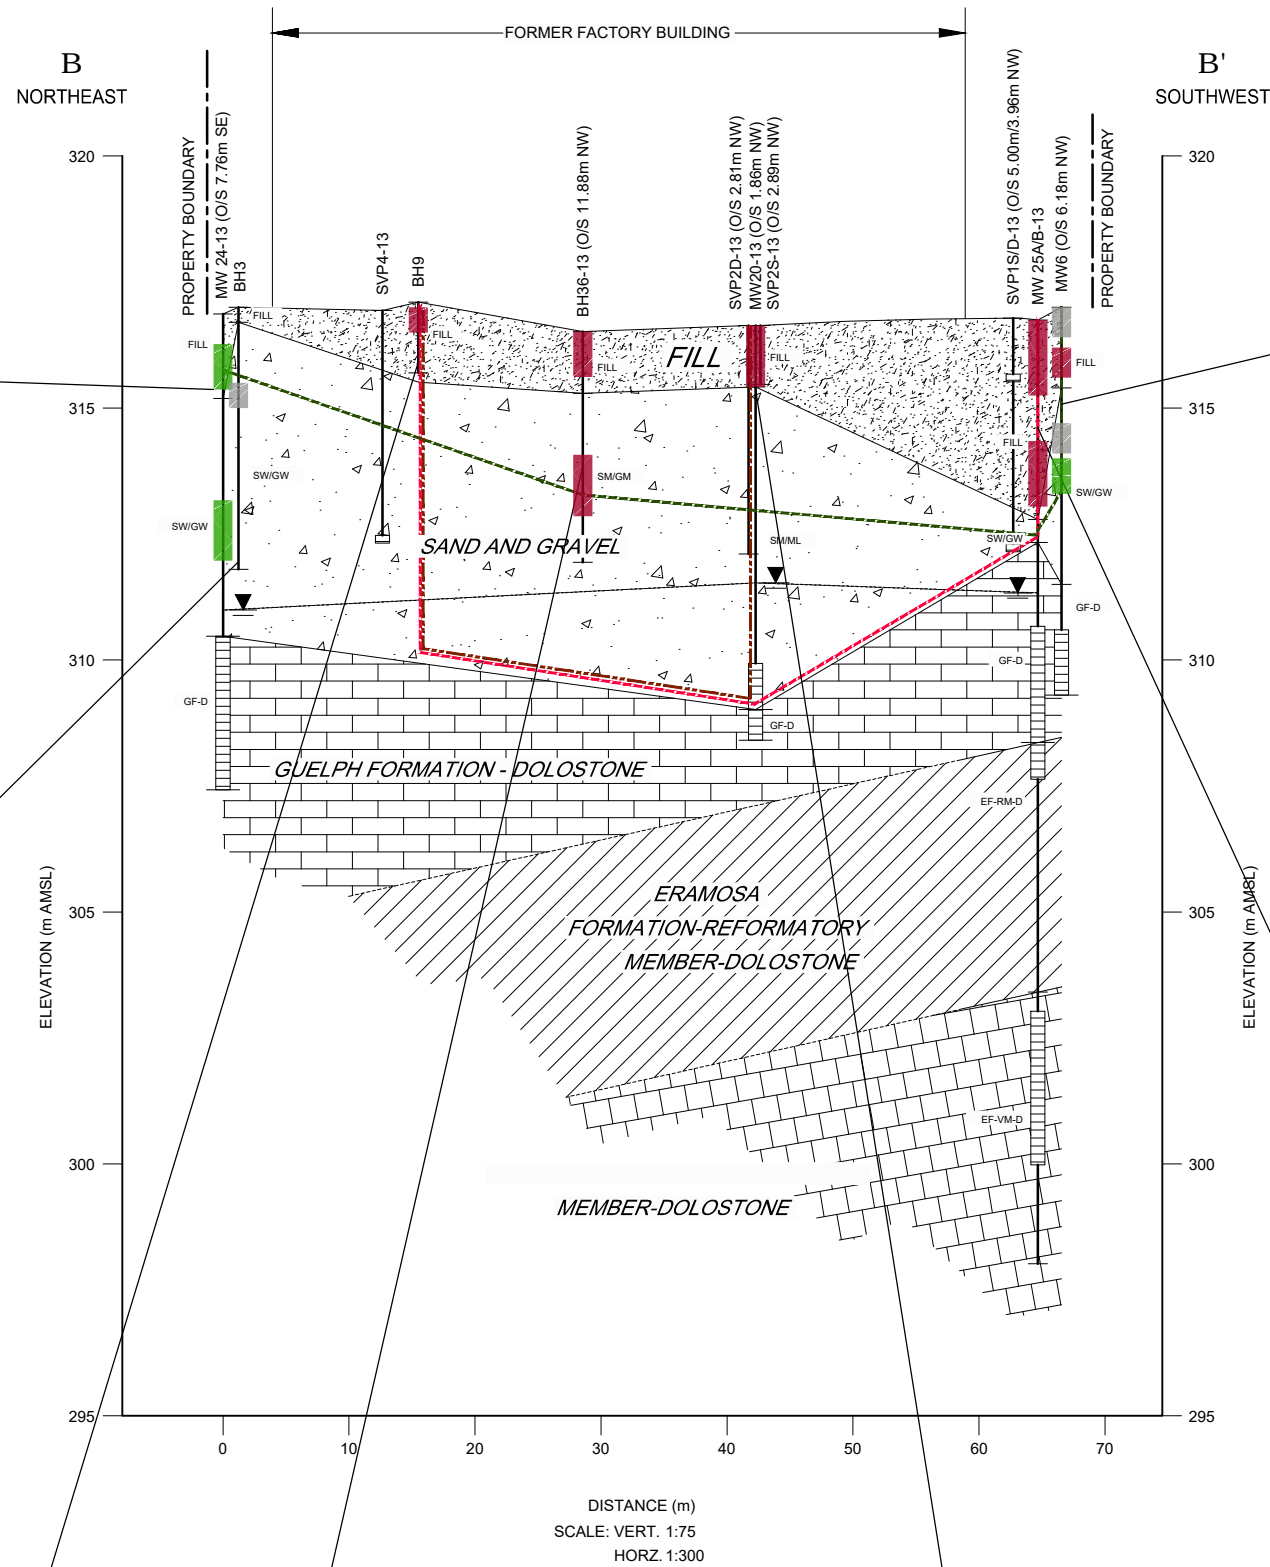 FORMER FACTORY BUILDING
B
NORTHEAST
B'
SOUTHWEST
PROPERTY BOUNDARY
MW 24-13 (O/S 7.76m SE)
BH3
SVP4-13
BH9
BH36-13 (O/S 11.88m NW)
SVP2D-13 (O/S 2.81m NW)
MW20-13 (O/S 1.86m NW)
SVP2S-13 (O/S 2.89m NW)
SVP1S/D-13 (O/S 5.00m/3.96m NW)
MW 25A/B-13
MW6 (O/S 6.18m NW)
PROPERTY BOUNDARY
320
320
FILL
FILL
FILL
FILL
FILL
FILL
FILL
315
315
FILL
SW/GW
SM/GM
SW/GW
SW/GW
SAND AND GRAVEL
SM/ML
SW/GW
GF-D
310
310
GF-D
GF-D
GF-D
GUELPH FORMATION - DOLOSTONE
EF-RM-D
ERAMOSA
FORMATION-REFORMATORY
MEMBER-DOLOSTONE
305
305
ELEVATION (m AMSL)
ELEVATION (m AMSL)
EF-VM-D
300
300
MEMBER-DOLOSTONE
295
295
0 10 20 30 40 50 60 70
DISTANCE (m)
SCALE: VERT. 1:75
HORZ. 1:300